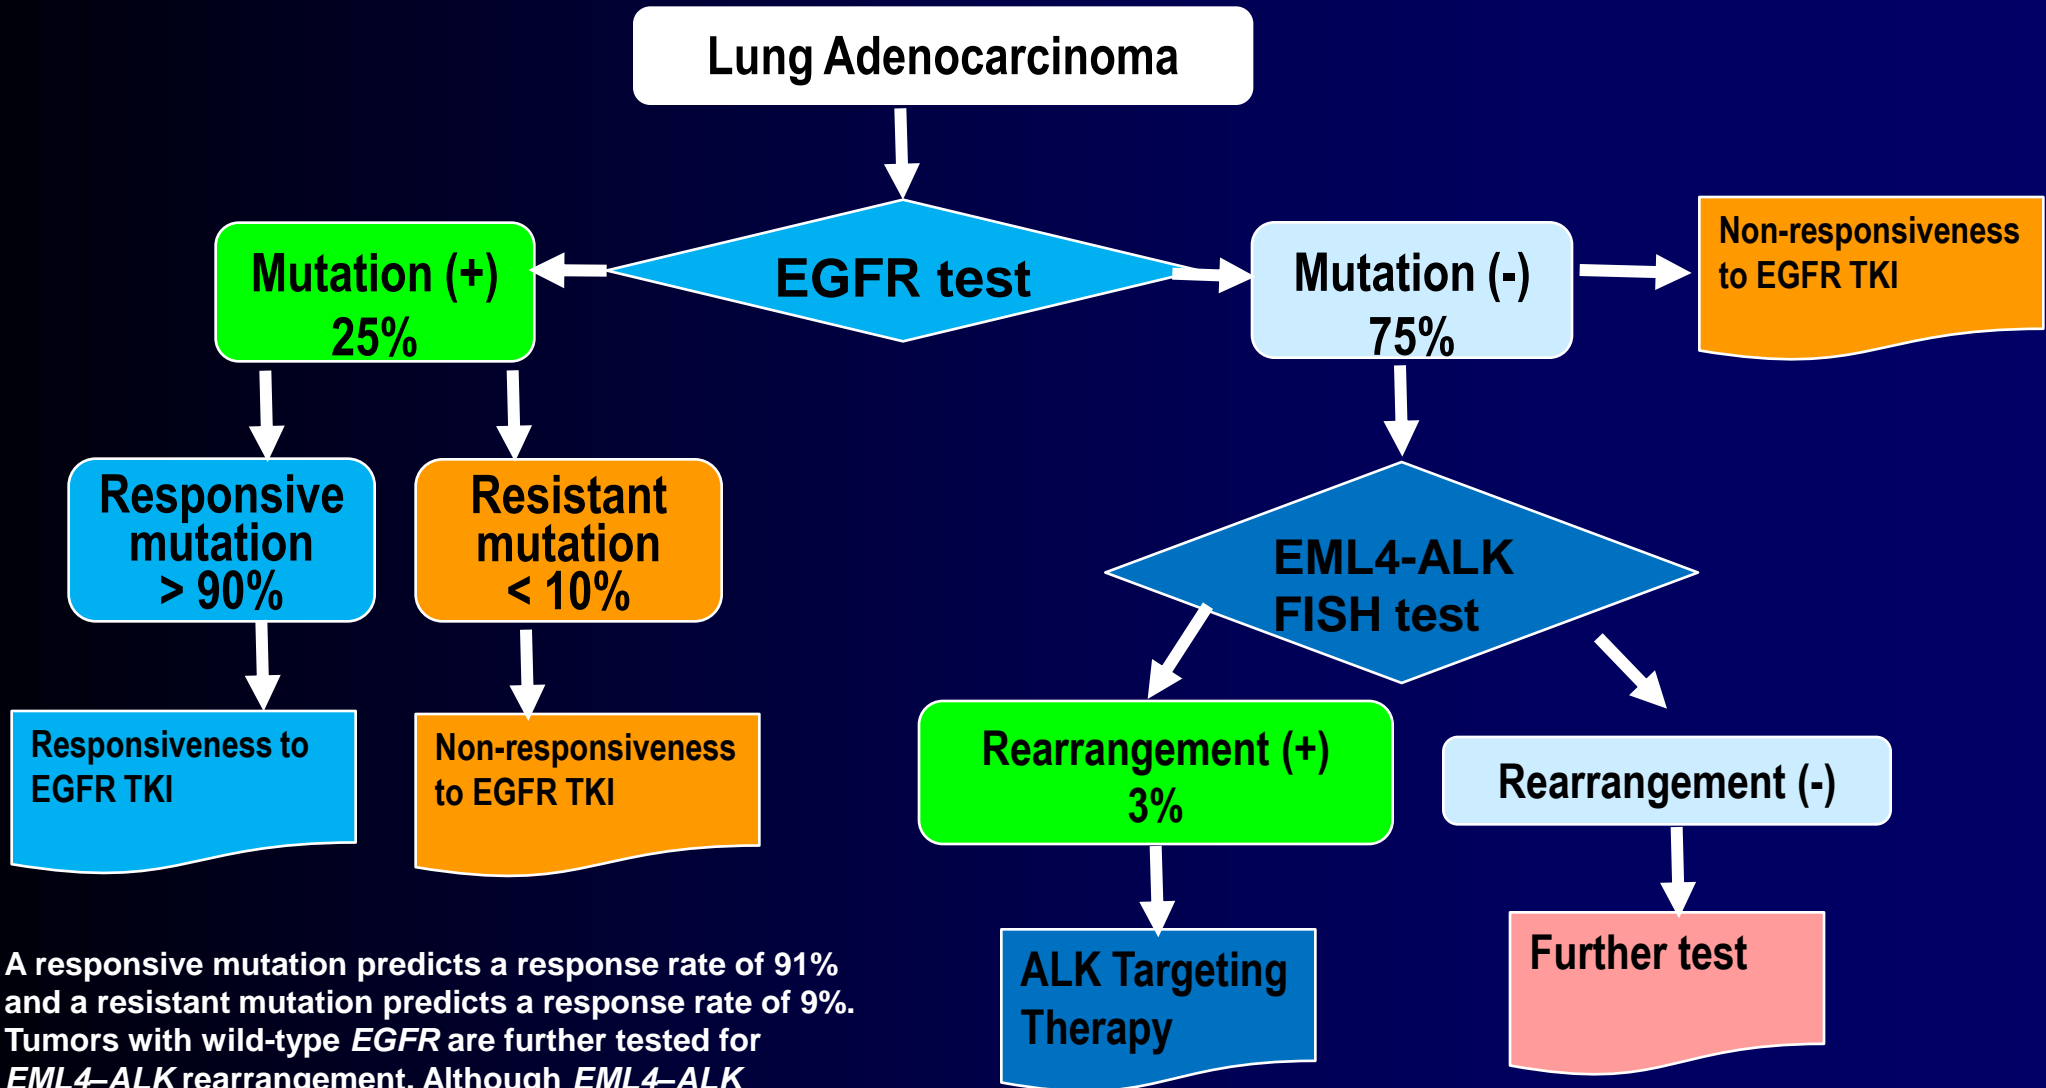 Lung Adenocarcinoma
EGFR test
Mutation (+)
25%
Mutation (-)
75%
Non-responsiveness
to EGFR TKI
Responsive
mutation
> 90%
Resistant
mutation
< 10%
EML4-ALK
FISH test
Responsiveness to
EGFR TKI
Non-responsiveness
to EGFR TKI
Rearrangement (+)
3%
Rearrangement (-)
ALK Targeting
Therapy
Further test
A responsive mutation predicts a response rate of 91%
and a resistant mutation predicts a response rate of 9%.
Tumors with wild-type EGFR are further tested for
EML4–ALK rearrangement. Although EML4–ALK